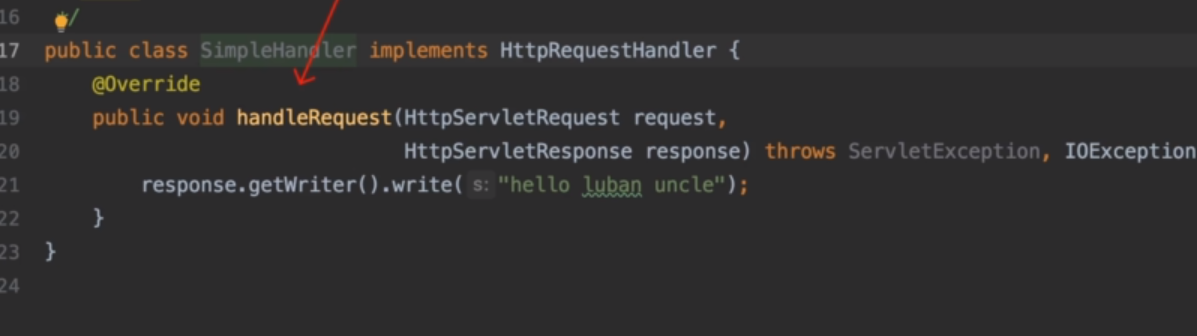 16 */
17 public class SimpleHandler implements HttpRequestHandler {
18 @Override
19 public void handleRequest(HttpServletRequest request,
20 HttpServletResponse response) throws ServletException, IOException
21 response.getWriter().write( s: "hello luban uncle");
22 }
23 }
24